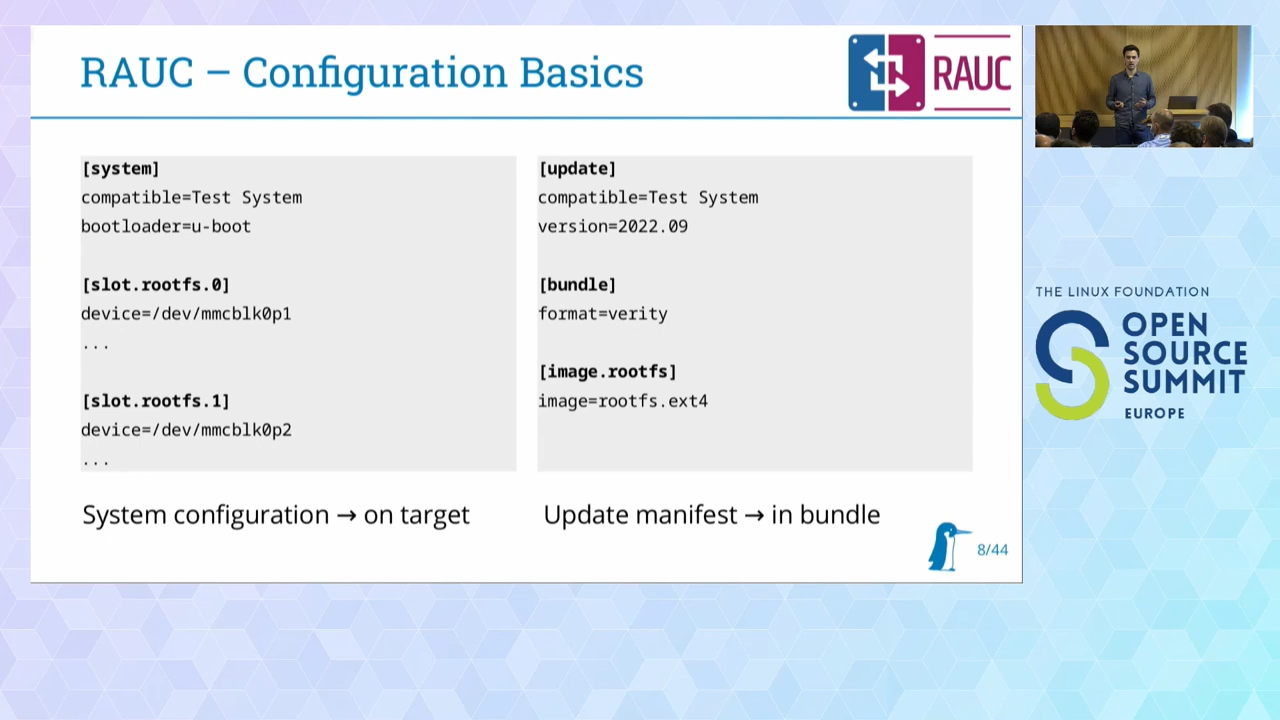 RAUC – Configuration Basics
RAUC
[system]
compatible=Test System
bootloader=u-boot
[slot.rootfs.0]
device=/dev/mmcblk0p1
...
[slot.rootfs.1]
device=/dev/mmcblk0p2
...
System configuration → on target
[update]
compatible=Test System
version=2022.09
[bundle]
format=verity
[image.rootfs]
image=rootfs.ext4
Update manifest → in bundle
8/44
THE LINUX FOUNDATION
OPEN
SOURCE
SUMMIT
EUROPE